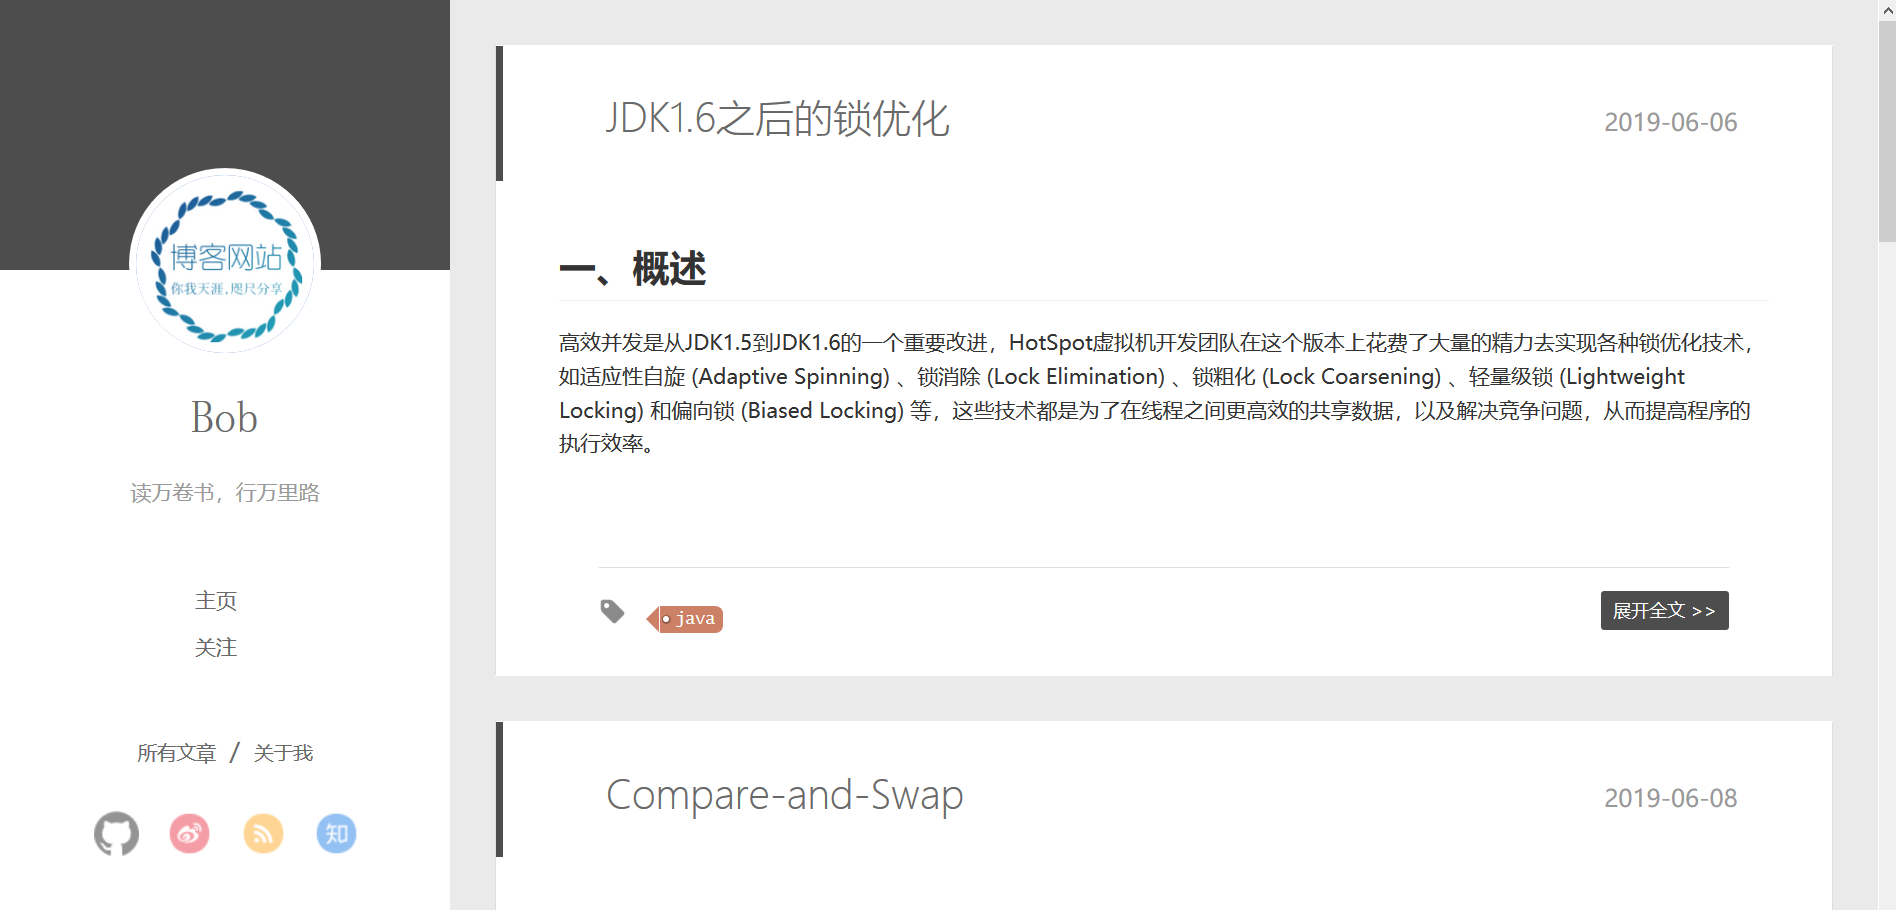 博客网站
你我天涯,咫尺分享
Bob
读万卷书，行万里路
主页
关注
所有文章 / 关于我
知
JDK1.6之后的锁优化
2019-06-06
一、概述
高效并发是从JDK1.5到JDK1.6的一个重要改进，HotSpot虚拟机开发团队在这个版本上花费了大量的精力去实现各种锁优化技术，
如适应性自旋 (Adaptive Spinning) 、锁消除 (Lock Elimination) 、锁粗化 (Lock Coarsening) 、轻量级锁 (Lightweight
Locking) 和偏向锁 (Biased Locking) 等，这些技术都是为了在线程之间更高效的共享数据，以及解决竞争问题，从而提高程序的
执行效率。
java
展开全文 >>
Compare-and-Swap
2019-06-08